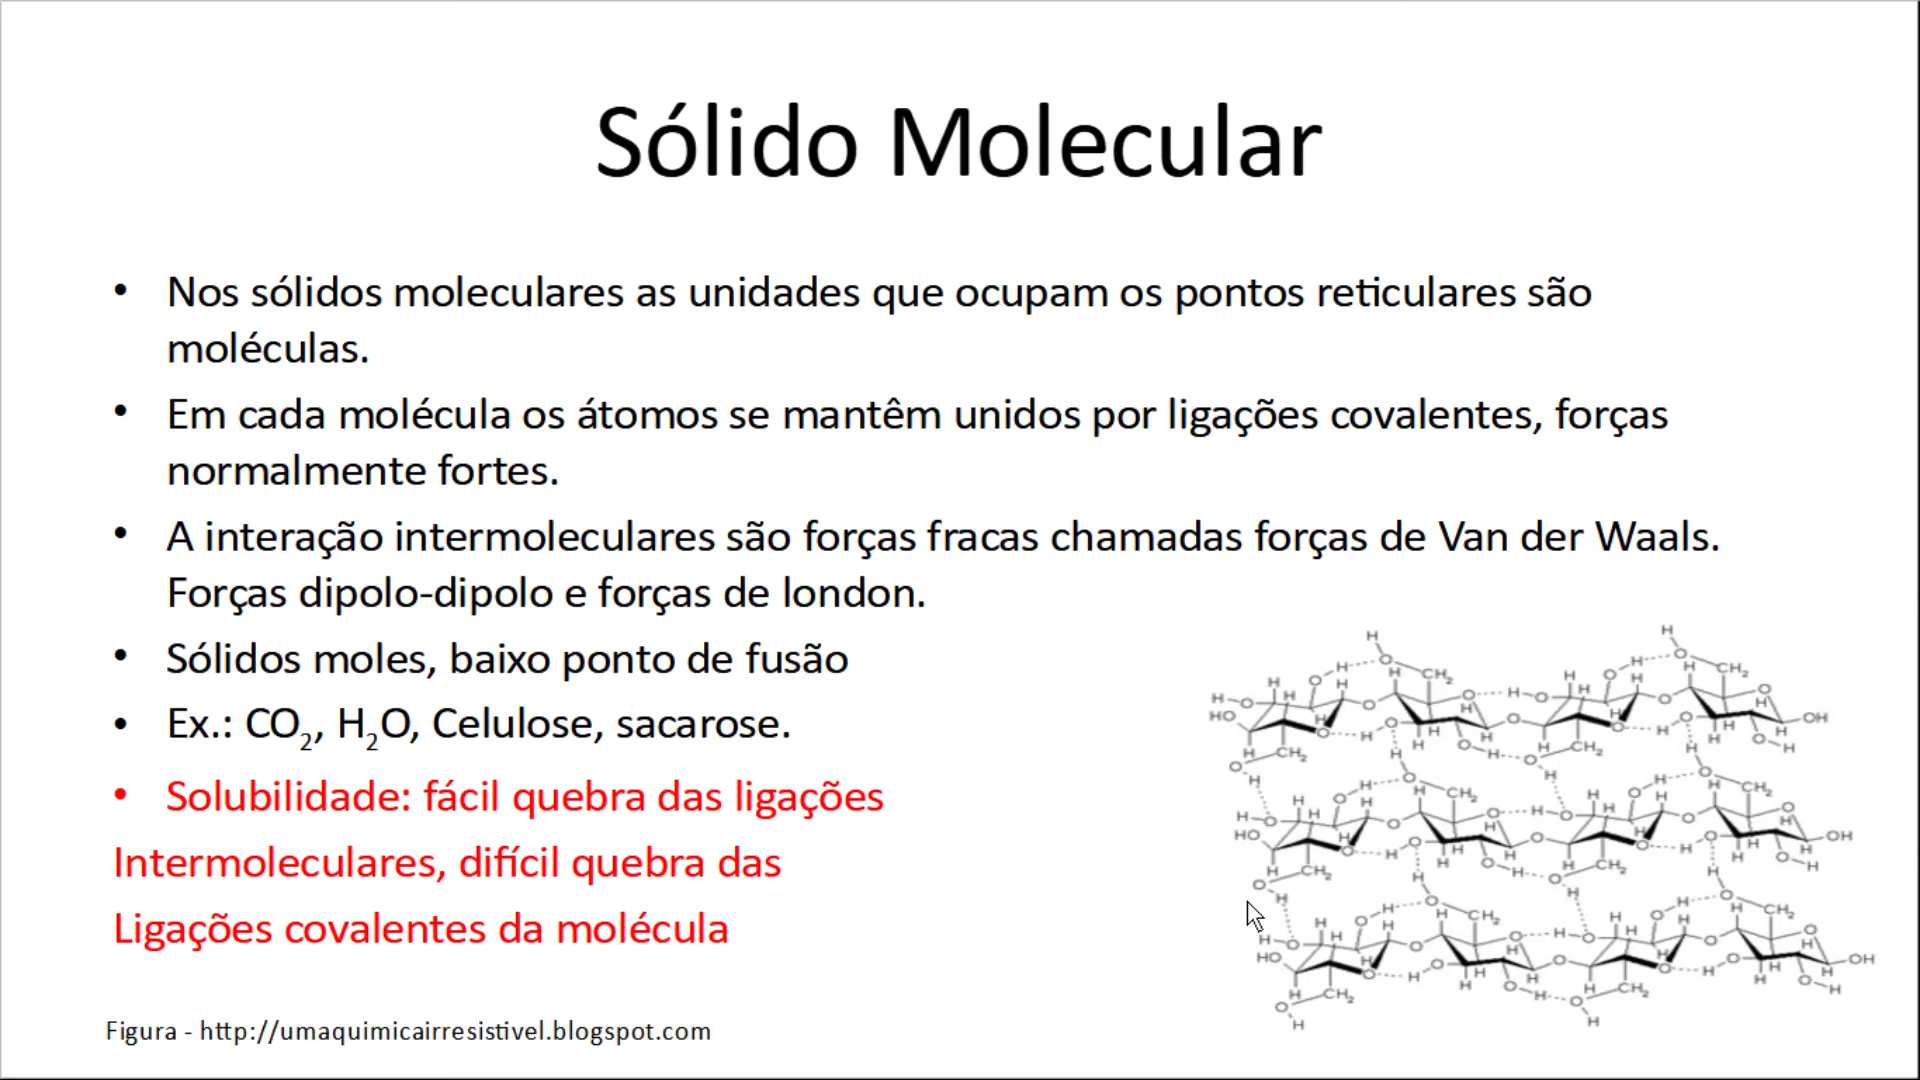 Sólido Molecular
• Nos sólidos moleculares as unidades que ocupam os pontos reticulares são
moléculas.
• Em cada molécula os átomos se mantêm unidos por ligações covalentes, forças
normalmente fortes.
• A interação intermoleculares são forças fracas chamadas forças de Van der Waals.
Forças dipolo-dipolo e forças de london.
• Sólidos moles, baixo ponto de fusão
• Ex.: CO₂, H₂O, Celulose, sacarose.
• Solubilidade: fácil quebra das ligações
Intermoleculares, difícil quebra das
Ligações covalentes da molécula
Figura - http://umaquimicairresistivel.blogspot.com